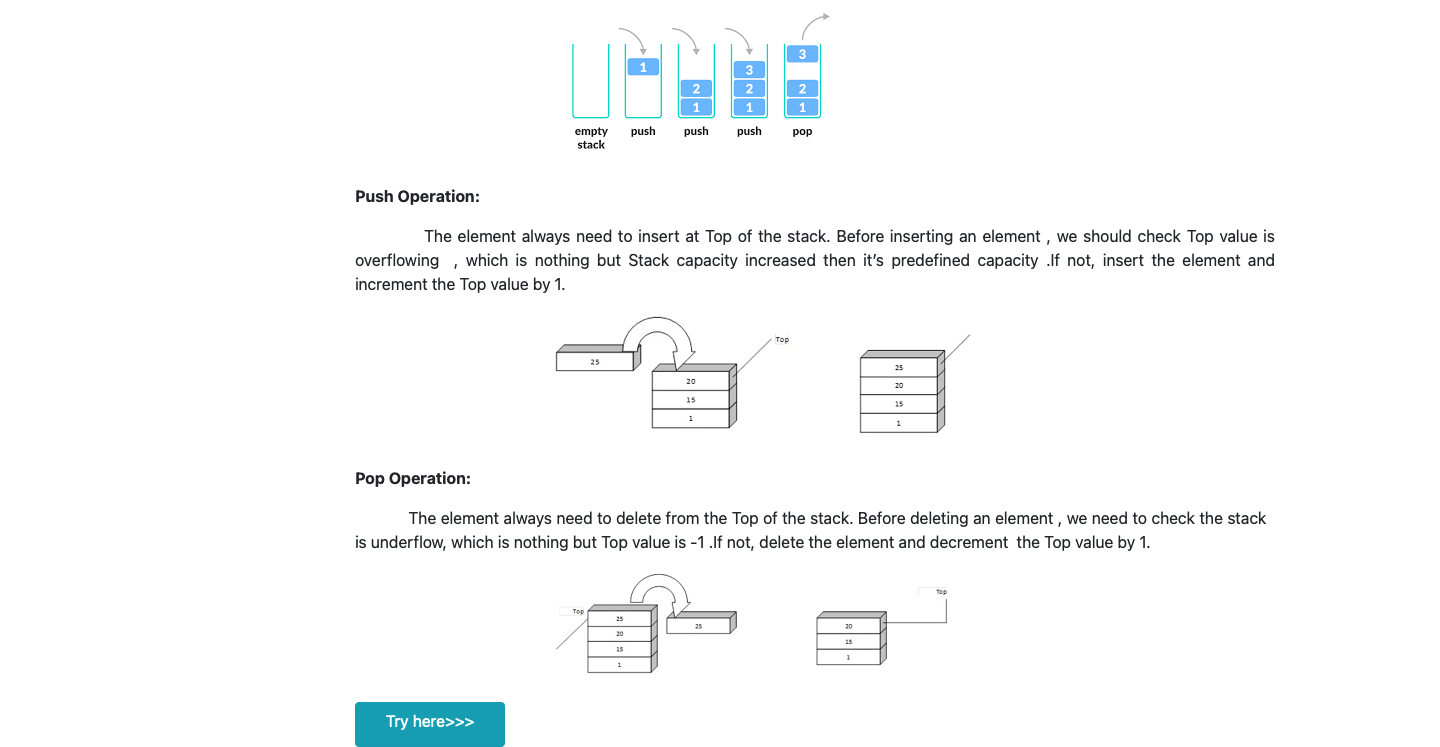 3
1 3
2 2 2
1 1 1
empty push push push pop
stack
Push Operation:
The element always need to insert at Top of the stack. Before inserting an element , we should check Top value is
overflowing , which is nothing but Stack capacity increased then it’s predefined capacity .If not, insert the element and
increment the Top value by 1.
Top
25
20
15
1
25
20
15
1
Pop Operation:
The element always need to delete from the Top of the stack. Before deleting an element , we need to check the stack
is underflow, which is nothing but Top value is -1 .If not, delete the element and decrement the Top value by 1.
Top
25
20
15
1
25
Top
20
15
1
Try here>>>